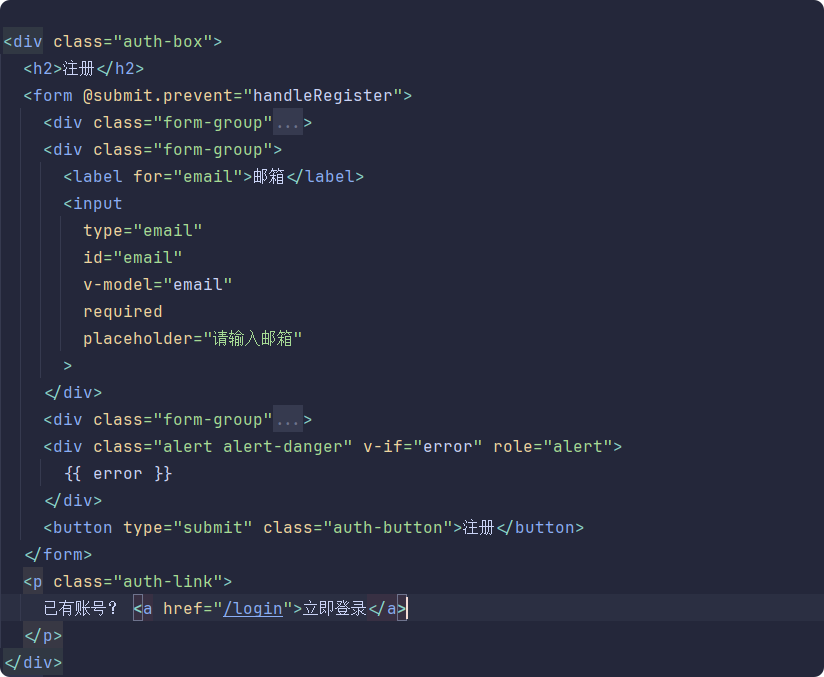 <div class="auth-box">
<h2>注册</h2>
<form @submit.prevent="handleRegister">
<div class="form-group"...>
<div class="form-group">
<label for="email">邮箱</label>
<input
type="email"
id="email"
v-model="email"
required
placeholder="请输入邮箱"
>
</div>
<div class="form-group"...>
<div class="alert alert-danger" v-if="error" role="alert">
{{ error }}
</div>
<button type="submit" class="auth-button">注册</button>
</form>
<p class="auth-link">
已有账号？ <a href="/login">立即登录</a>
</p>
</div>